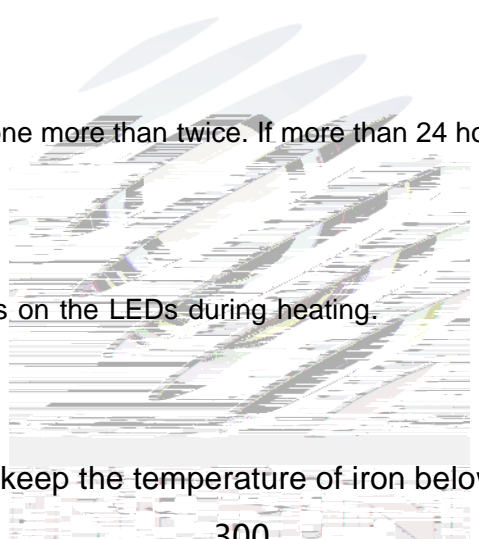 one more than twice. If more than 24 ho
s on the LEDs during heating.
keep the temperature of iron below
300